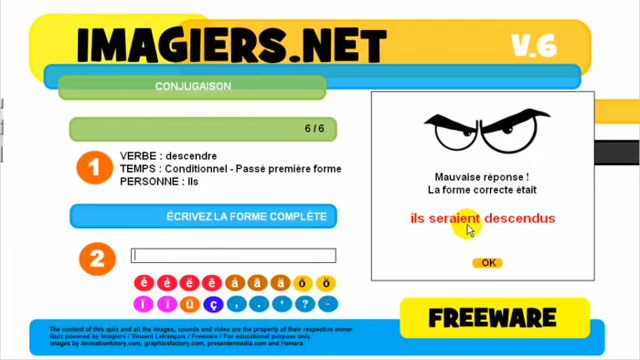 IMAGIERS.NET
V.6
CONJUGAISON
6 / 6
1
VERBE : descendre
TEMPS : Conditionnel - Passé première forme
PERSONNE : Ils
ÉCRIVEZ LA FORME COMPLÈTE
2
Mauvaise réponse !
La forme correcte était
ils seraient descendus
OK
FREEWARE
The content of this quiz and all the images, sounds and video are the property of their respective owner.
Quiz powered by Imagiers / Vincent Lefrançois / Freeware / For educational purpose only.
Images by Animationfstory.com, graphicsfactory.com, presentermedia.com and Hemera.